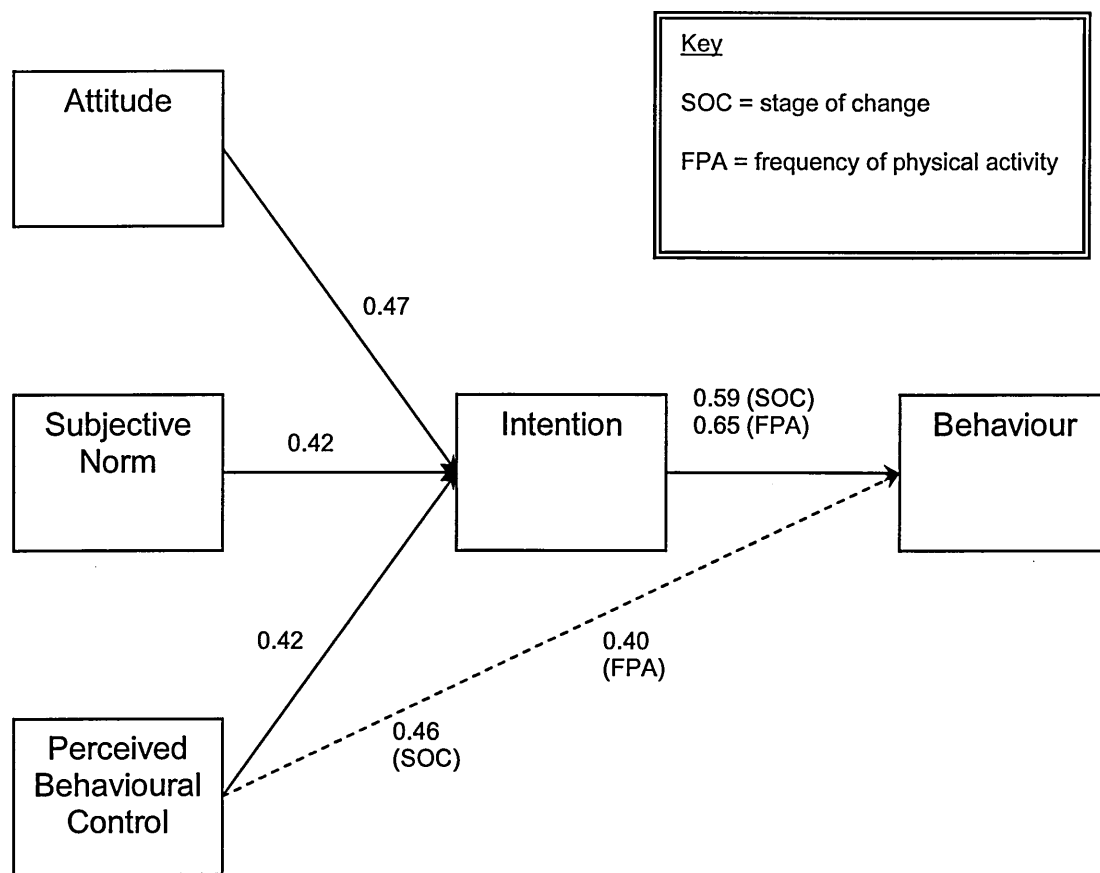 Key
SOC = stage of change
FPA = frequency of physical activity
Attitude
0.47
Subjective
Norm
0.42
Intention
0.59 (SOC)
0.65 (FPA)
Behaviour
0.42
0.40
(FPA)
0.46
(SOC)
Perceived
Behavioural
Control